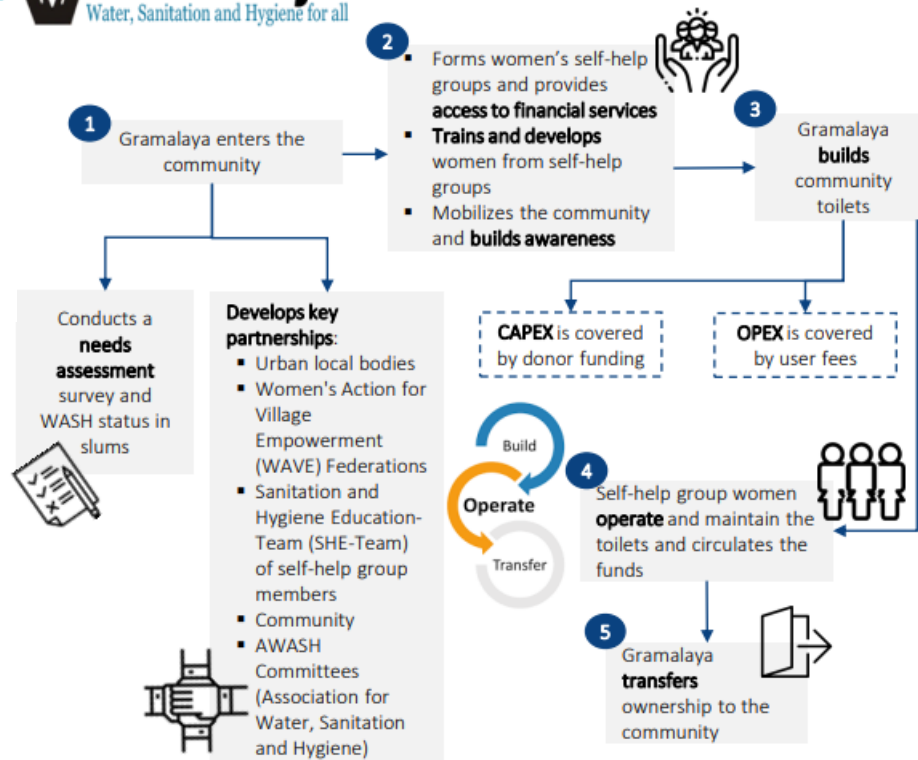 Water, Sanitation and Hygiene for all
1
Gramalaya enters the
community
2
▪ Forms women's self-help
groups and provides
access to financial services
▪ Trains and develops
women from self-help
groups
▪ Mobilizes the community
and builds awareness
3
Gramalaya
builds
community
toilets
Conducts a
needs
assessment
survey and
WASH status in
slums
Develops key
partnerships:
▪ Urban local bodies
▪ Women's Action for
Village
Empowerment
(WAVE) Federations
▪ Sanitation and
Hygiene Education-
Team (SHE-Team)
of self-help group
members
▪ Community
▪ AWASH
Committees
(Association for
Water, Sanitation
and Hygiene)
CAPEX is covered
by donor funding
OPEX is covered
by user fees
Build
Operate
Transfer
4
Self-help group women
operate and maintain the
toilets and circulates the
funds
5
Gramalaya
transfers
ownership to the
community